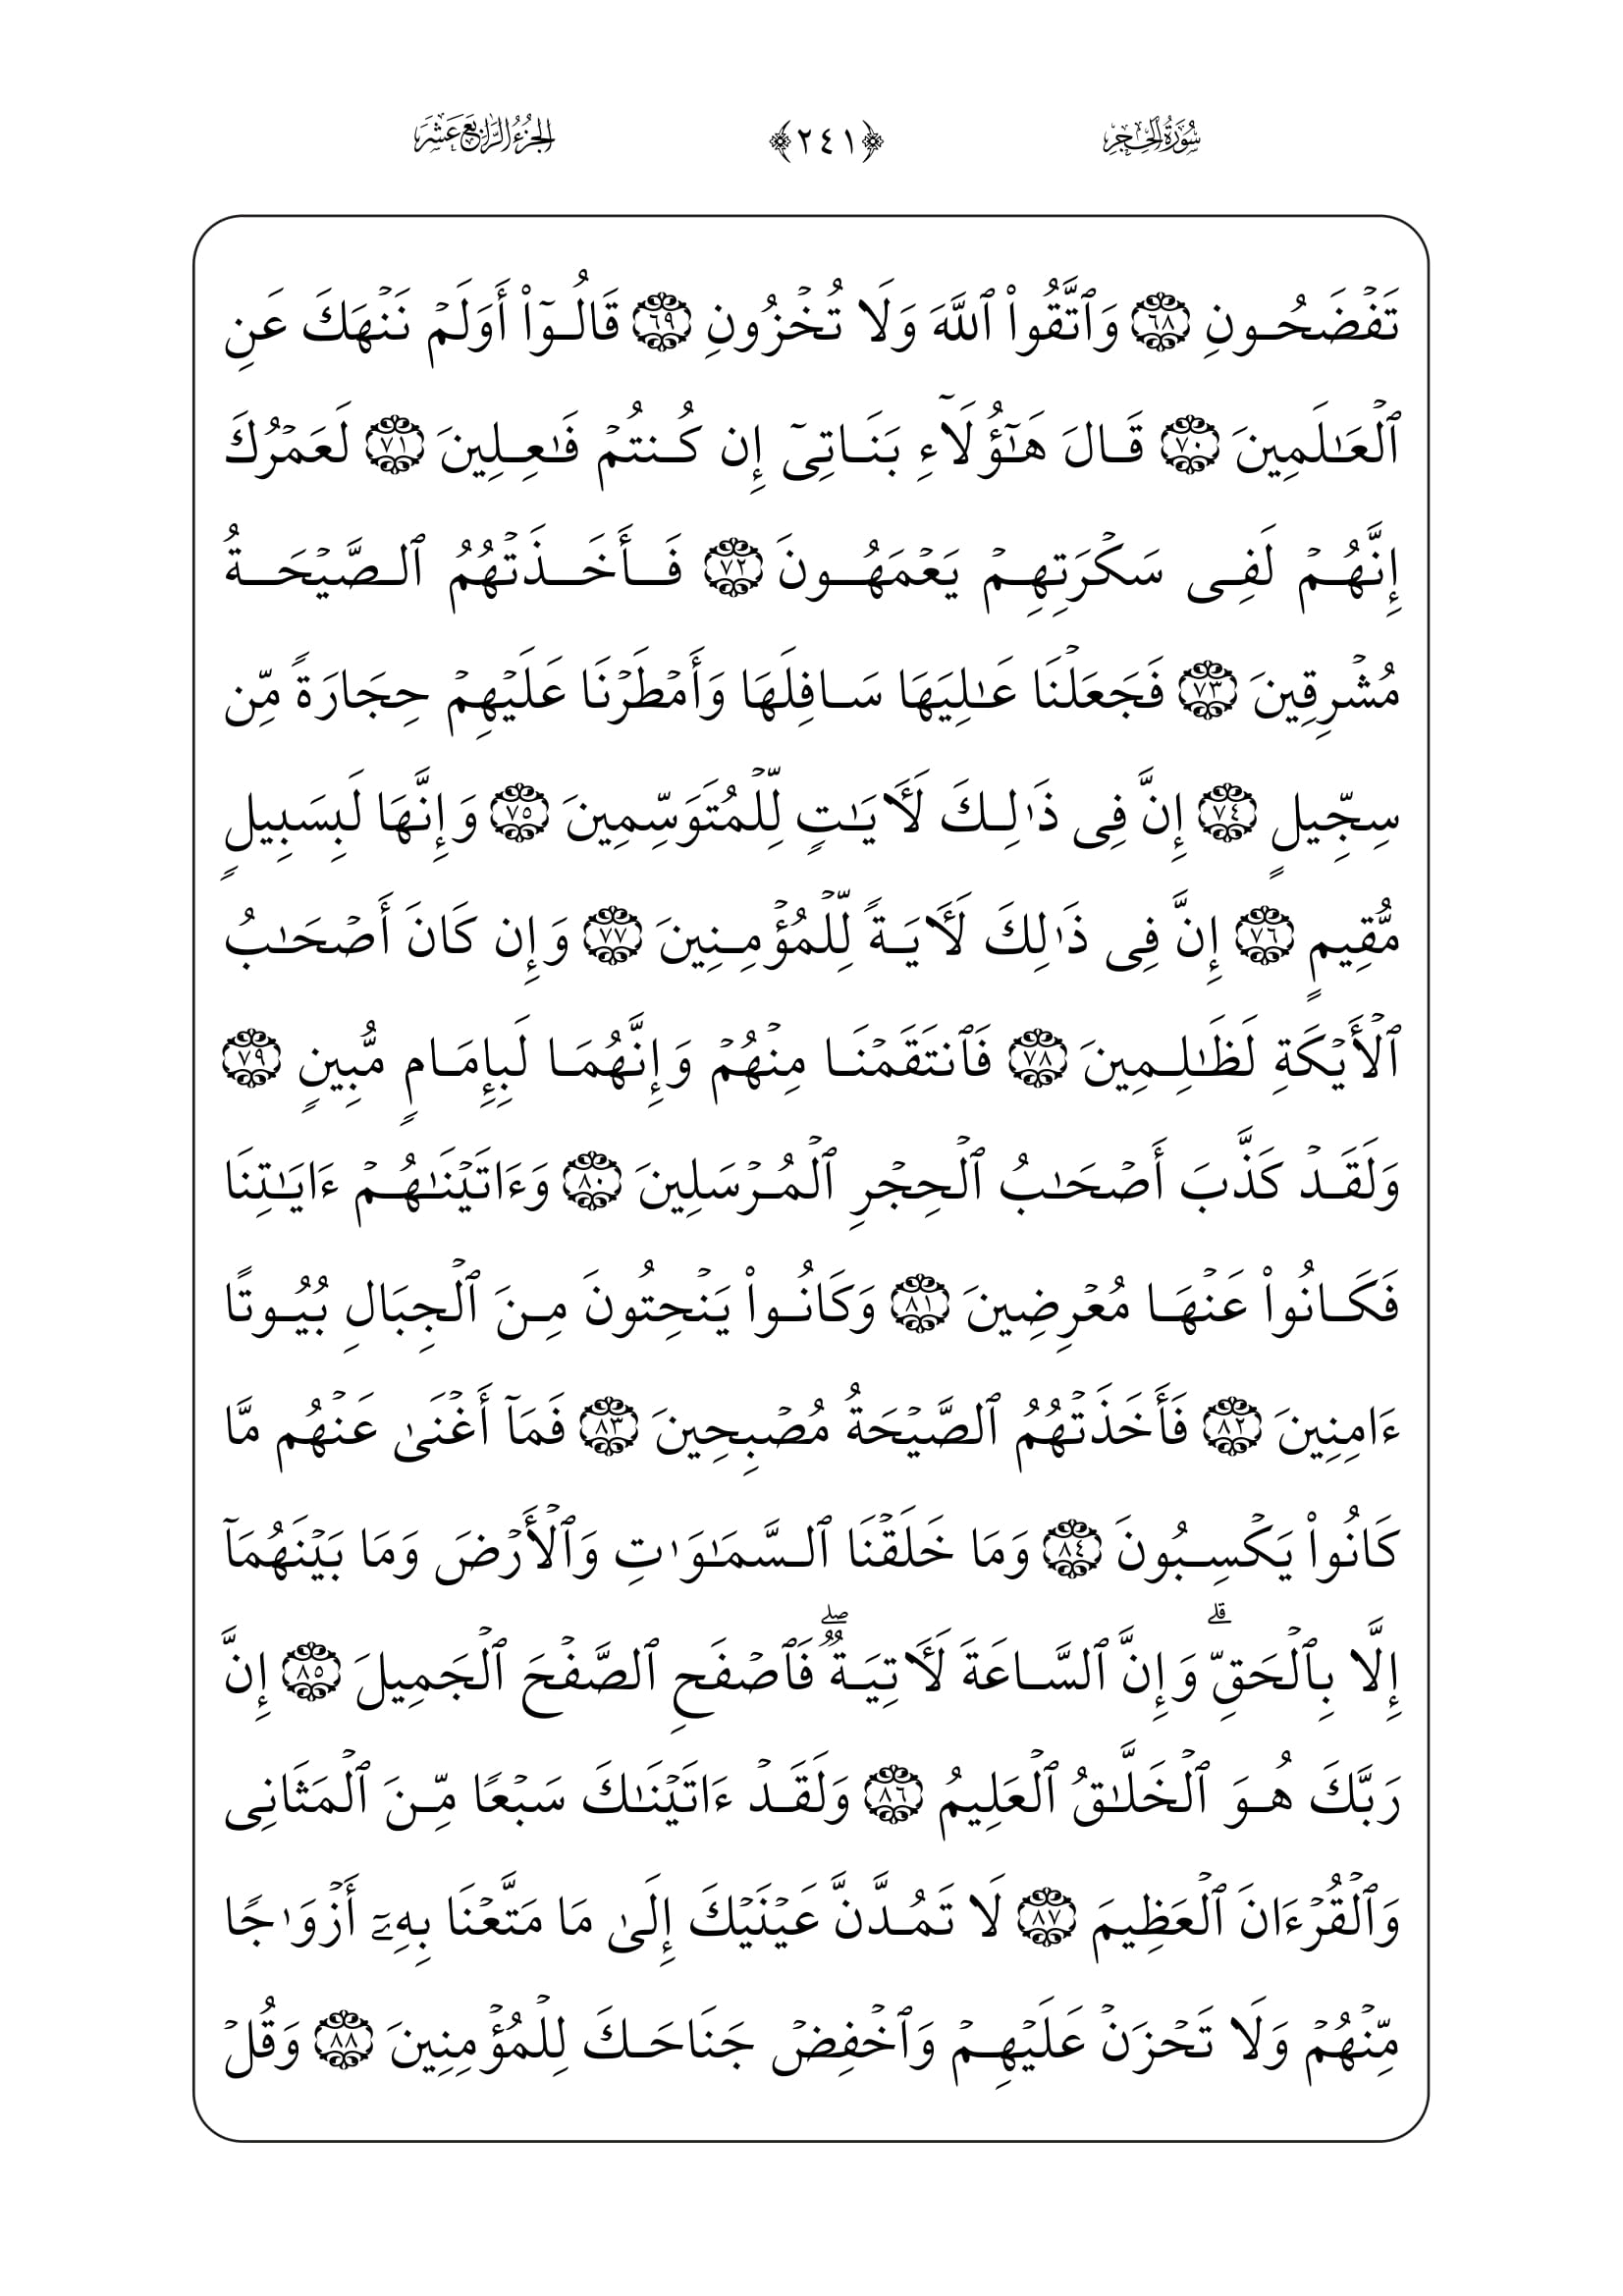 سُورَةُ الحِجْرِ ﴿٢٤١﴾ الجُزْءُ الرَّابِعَ عَشَرَ
تَفۡضَحُونِ ٦٨ وَٱتَّقُواْ ٱللَّهَ وَلَا تُخۡزُونِ ٦٩ قَالُوٓاْ أَوَلَمۡ نَنۡهَكَ عَنِ
ٱلۡعَٰلَمِينَ ٧٠ قَالَ هَٰٓؤُلَآءِ بَنَاتِىٓ إِن كُنتُمۡ فَٰعِلِينَ ٧١ لَعَمۡرُكَ
إِنَّهُمۡ لَفِى سَكۡرَتِهِمۡ يَعۡمَهُونَ ٧٢ فَأَخَذَتۡهُمُ ٱلصَّيۡحَةُ
مُشۡرِقِينَ ٧٣ فَجَعَلۡنَا عَٰلِيَهَا سَافِلَهَا وَأَمۡطَرۡنَا عَلَيۡهِمۡ حِجَارَةً مِّن
سِجِّيلٍ ٧٤ إِنَّ فِى ذَٰلِكَ لَأٓيَٰتٍ لِّلۡمُتَوَسِّمِينَ ٧٥ وَإِنَّهَا لَبِسَبِيلٍ
مُّقِيمٍ ٧٦ إِنَّ فِى ذَٰلِكَ لَأٓيَةً لِّلۡمُؤۡمِنِينَ ٧٧ وَإِن كَانَ أَصۡحَٰبُ
ٱلۡأَيۡكَةِ لَظَٰلِمِينَ ٧٨ فَٱنتَقَمۡنَا مِنۡهُمۡ وَإِنَّهُمَا لَبِإِمَامٍ مُّبِينٍ ٧٩
وَلَقَدۡ كَذَّبَ أَصۡحَٰبُ ٱلۡحِجۡرِ ٱلۡمُرۡسَلِينَ ٨٠ وَءَاتَيۡنَٰهُمۡ ءَايَٰتِنَا
فَكَانُواْ عَنۡهَا مُعۡرِضِينَ ٨١ وَكَانُواْ يَنۡحِتُونَ مِنَ ٱلۡجِبَالِ بُيُوتًا
ءَامِنِينَ ٨٢ فَأَخَذَتۡهُمُ ٱلصَّيۡحَةُ مُصۡبِحِينَ ٨٣ فَمَآ أَغۡنَىٰ عَنۡهُم مَّا
كَانُواْ يَكۡسِبُونَ ٨٤ وَمَا خَلَقۡنَا ٱلسَّمَٰوَٰتِ وَٱلۡأَرۡضَ وَمَا بَيۡنَهُمَآ
إِلَّا بِٱلۡحَقِّۗ وَإِنَّ ٱلسَّاعَةَ لَأٓتِيَةٌۖ فَٱصۡفَحِ ٱلصَّفۡحَ ٱلۡجَمِيلَ ٨٥ إِنَّ
رَبَّكَ هُوَ ٱلۡخَلَّٰقُ ٱلۡعَلِيمُ ٨٦ وَلَقَدۡ ءَاتَيۡنَٰكَ سَبۡعًا مِّنَ ٱلۡمَثَانِى
وَٱلۡقُرۡءَانَ ٱلۡعَظِيمَ ٨٧ لَا تَمُدَّنَّ عَيۡنَيۡكَ إِلَىٰ مَا مَتَّعۡنَا بِهِۦٓ أَزۡوَٰجًا
مِّنۡهُمۡ وَلَا تَحۡزَنۡ عَلَيۡهِمۡ وَٱخۡفِضۡ جَنَاحَكَ لِلۡمُؤۡمِنِينَ ٨٨ وَقُلۡ